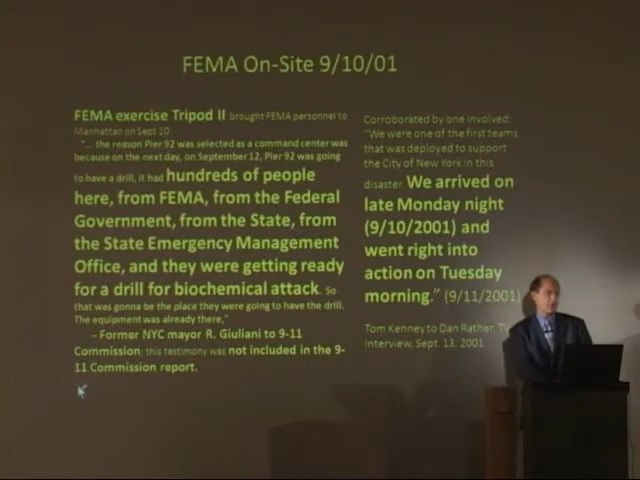 FEMA On-Site 9/10/01
FEMA exercise Tripod II brought FEMA personnel to
Manhattan on Sept 10:
"... the reason Pier 92 was selected as a command center was
because on the next day, on September 12, Pier 92 was going
to have a drill, it had hundreds of people
here, from FEMA, from the Federal
Government, from the State, from
the State Emergency Management
Office, and they were getting ready
for a drill for biochemical attack. So
that was gonna be the place they were going to have the drill.
The equipment was already there,"
– Former NYC mayor R. Giuliani to 9-11
Commission; this testimony was not included in the 9-
11 Commission report.
Corroborated by one involved:
"We were one of the first teams
that was deployed to support
the City of New York in this
disaster. We arrived on
late Monday night
(9/10/2001) and
went right into
action on Tuesday
morning." (9/11/2001)
Tom Kenney to Dan Rather,
interview, Sept. 13, 2001